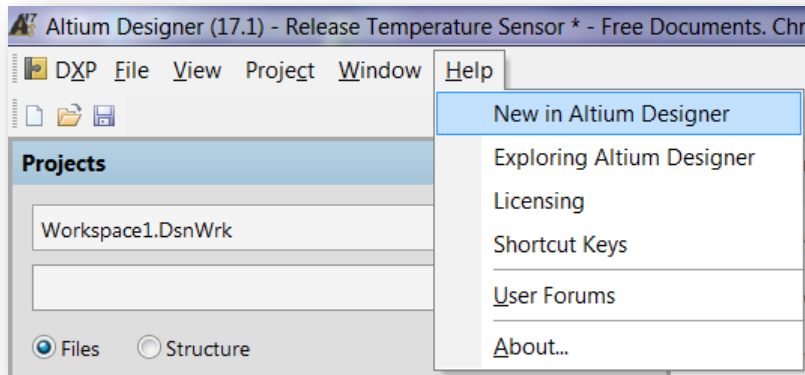 Altium Designer (17.1) - Release Temperature Sensor * - Free Documents. Chr
DXP File View Project Window Help
New in Altium Designer
Exploring Altium Designer
Licensing
Shortcut Keys
User Forums
About...
Projects
Workspace1.DsnWrk
Files Structure